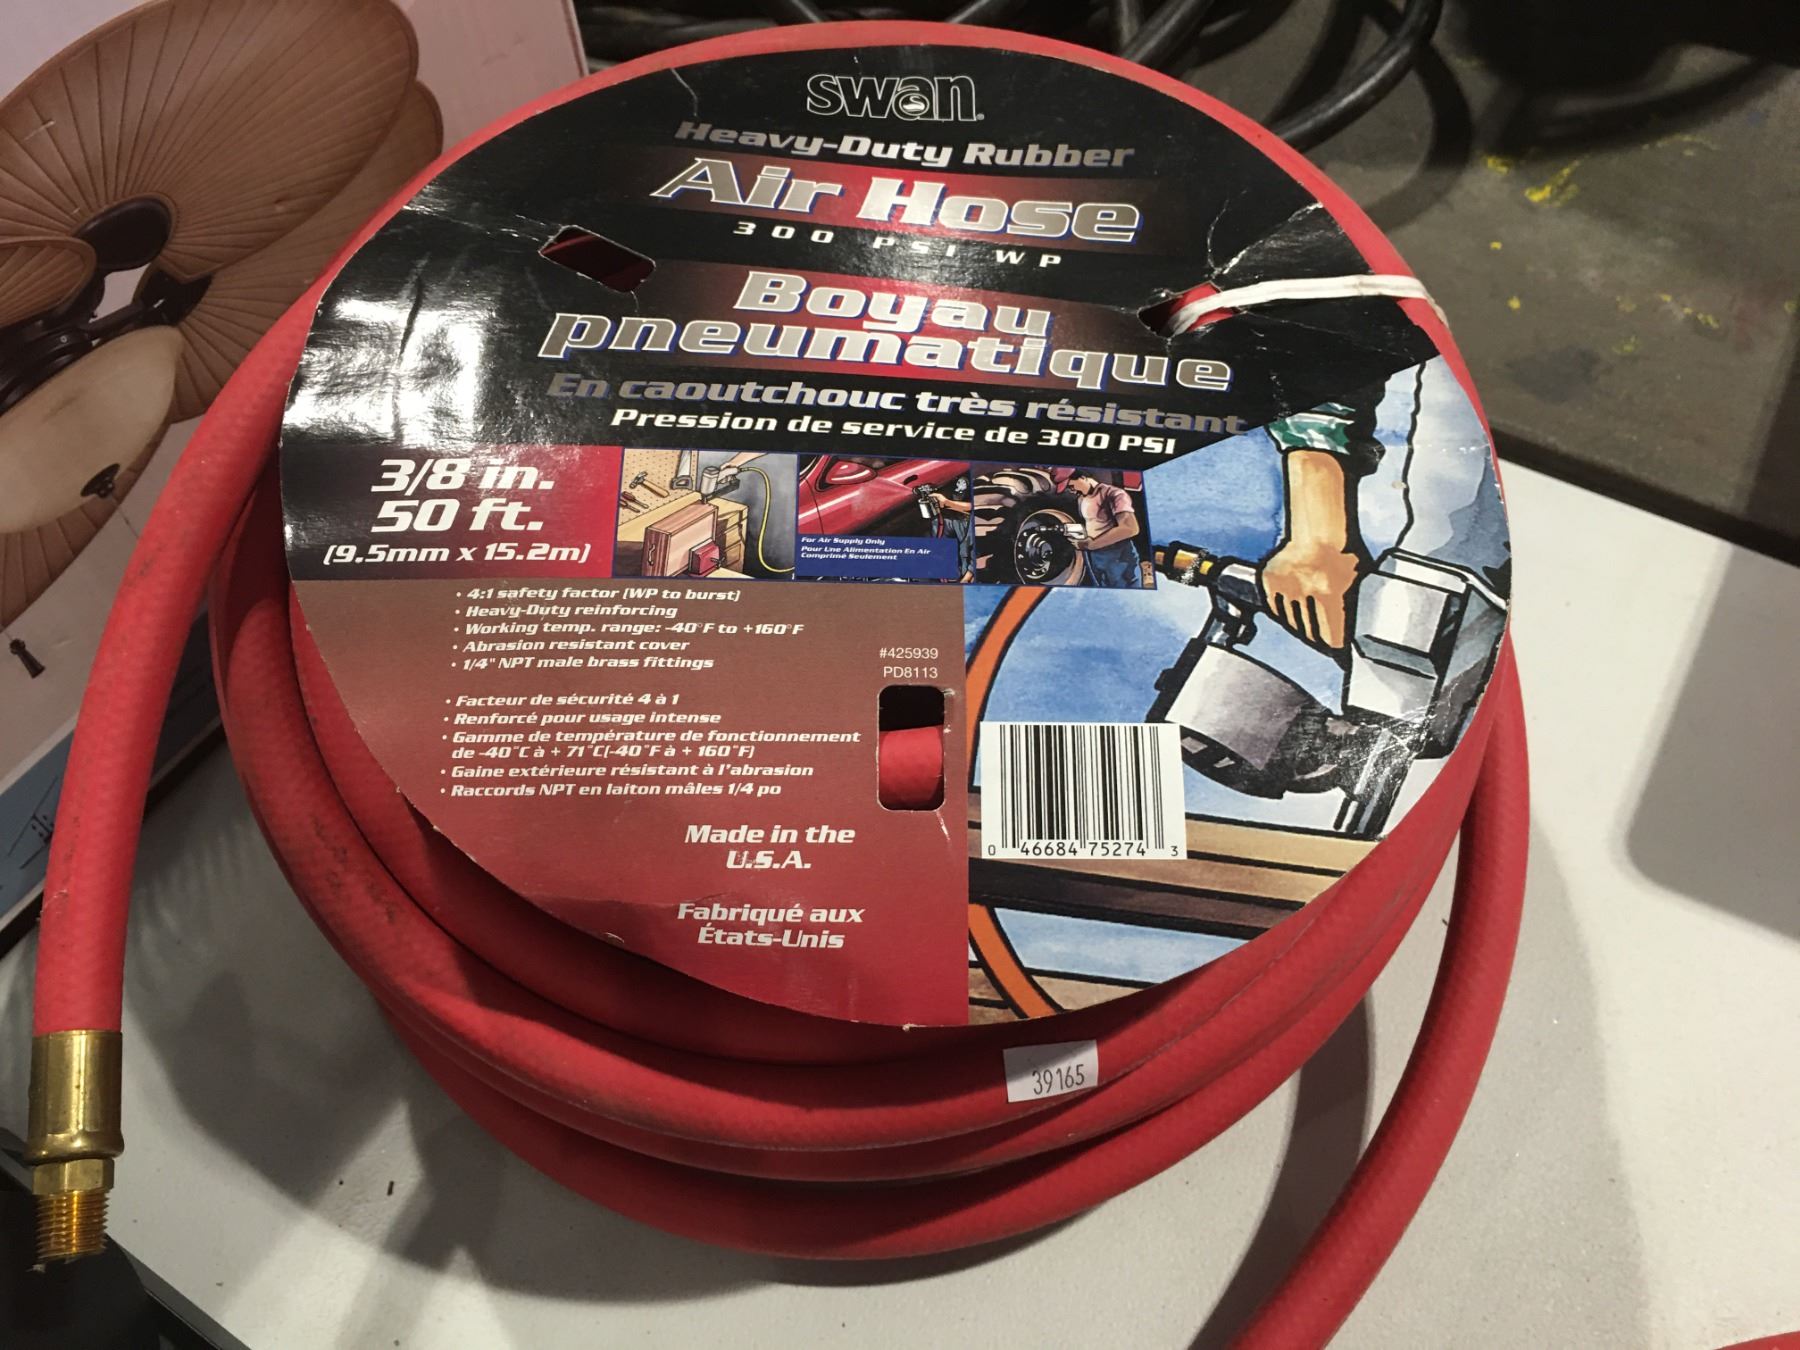 swan
Heavy-Duty Rubber
Air Hose
300 PSI WP
Boyau
pneumatique
En caoutchouc très résistant
Pression de service de 300 PSI
3/8 in.
50 ft.
(9.5mm x 15.2m)
For Air Supply Only
Pour Une Alimentation En Air
Comprimé Seulement
• 4:1 safety factor (WP to burst)
• Heavy-Duty reinforcing
• Working temp. range: -40°F to +160°F
• Abrasion resistant cover
• 1/4" NPT male brass fittings
#425939
PD8113
• Facteur de sécurité 4 à 1
• Renforcé pour usage intense
• Gamme de température de fonctionnement
de -40°C à + 71°C(-40°F à + 160°F)
• Gaine extérieure résistant à l'abrasion
• Raccords NPT en laiton mâles 1/4 po
Made in the
U.S.A.
Fabriqué aux
États-Unis
0 46684 75274 3
39165